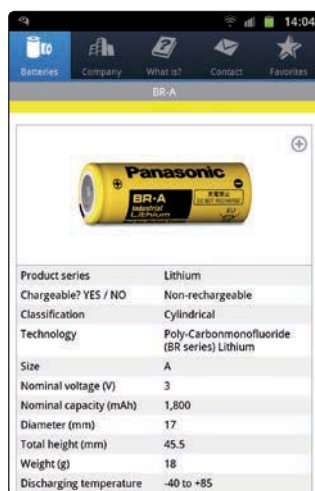 14:04
Batteries Company What is? Contact Favorites
BR-A
Panasonic
BR-A
Industrial
Lithium
Product series Lithium
Chargeable? YES / NO Non-rechargeable
Classification Cylindrical
Technology Poly-Carbonmonofluoride
(BR series) Lithium
Size A
Nominal voltage (V) 3
Nominal capacity (mAh) 1,800
Diameter (mm) 17
Total height (mm) 45.5
Weight (g) 18
Discharging temperature -40 to +85